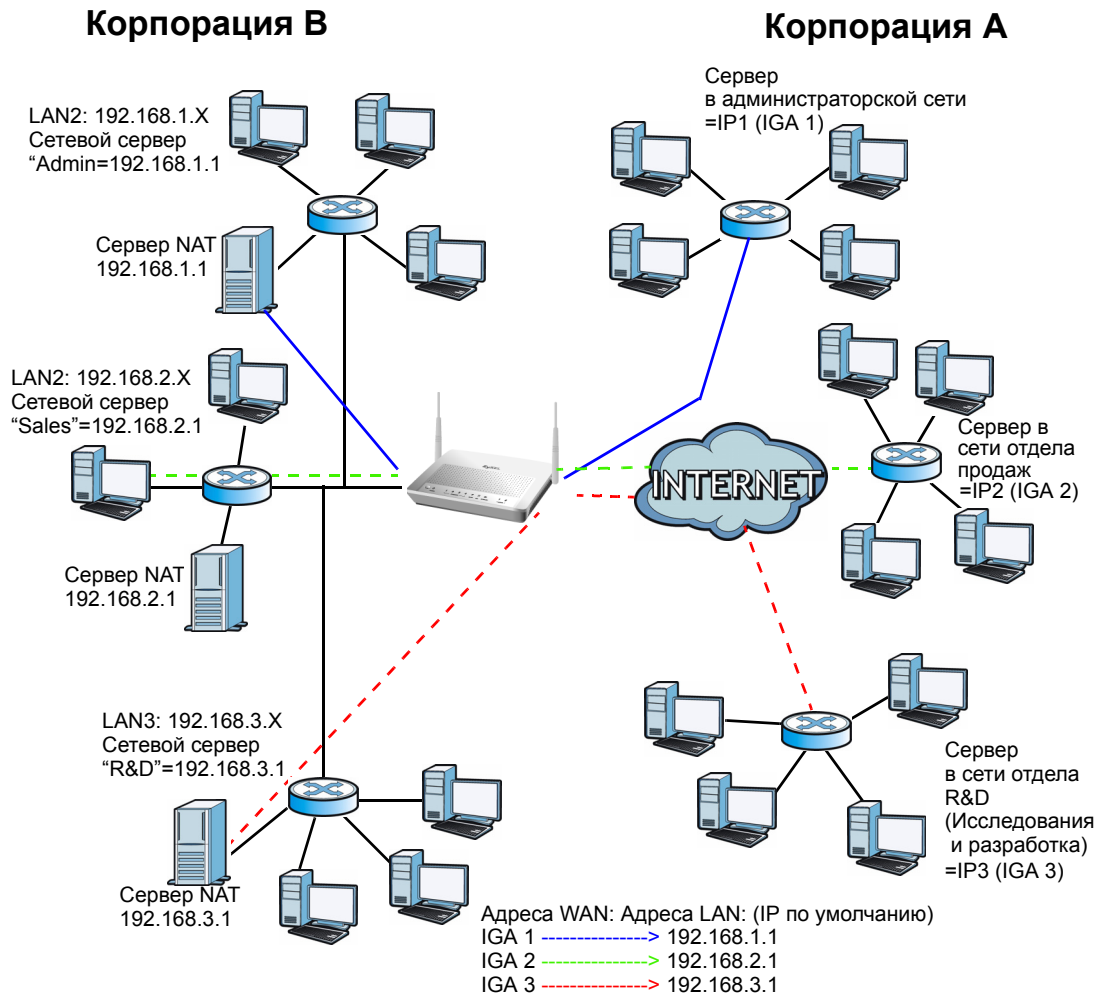 Корпорация B
Корпорация A
LAN2: 192.168.1.X
Сетевой сервер
“Admin=192.168.1.1
Сервер
в администраторской сети
=IP1 (IGA 1)
Сервер NAT
192.168.1.1
LAN2: 192.168.2.X
Сетевой сервер
“Sales”=192.168.2.1
Сервер в
сети отдела
продаж
=IP2 (IGA 2)
INTERNET
ZyXEL
Сервер NAT
192.168.2.1
LAN3: 192.168.3.X
Сетевой сервер
“R&D”=192.168.3.1
Сервер
в сети отдела
R&D
(Исследования
и разработка)
=IP3 (IGA 3)
Сервер NAT
192.168.3.1
Адреса WAN: Адреса LAN: (IP по умолчанию)
IGA 1 ----------------> 192.168.1.1
IGA 2 ----------------> 192.168.2.1
IGA 3 ----------------> 192.168.3.1